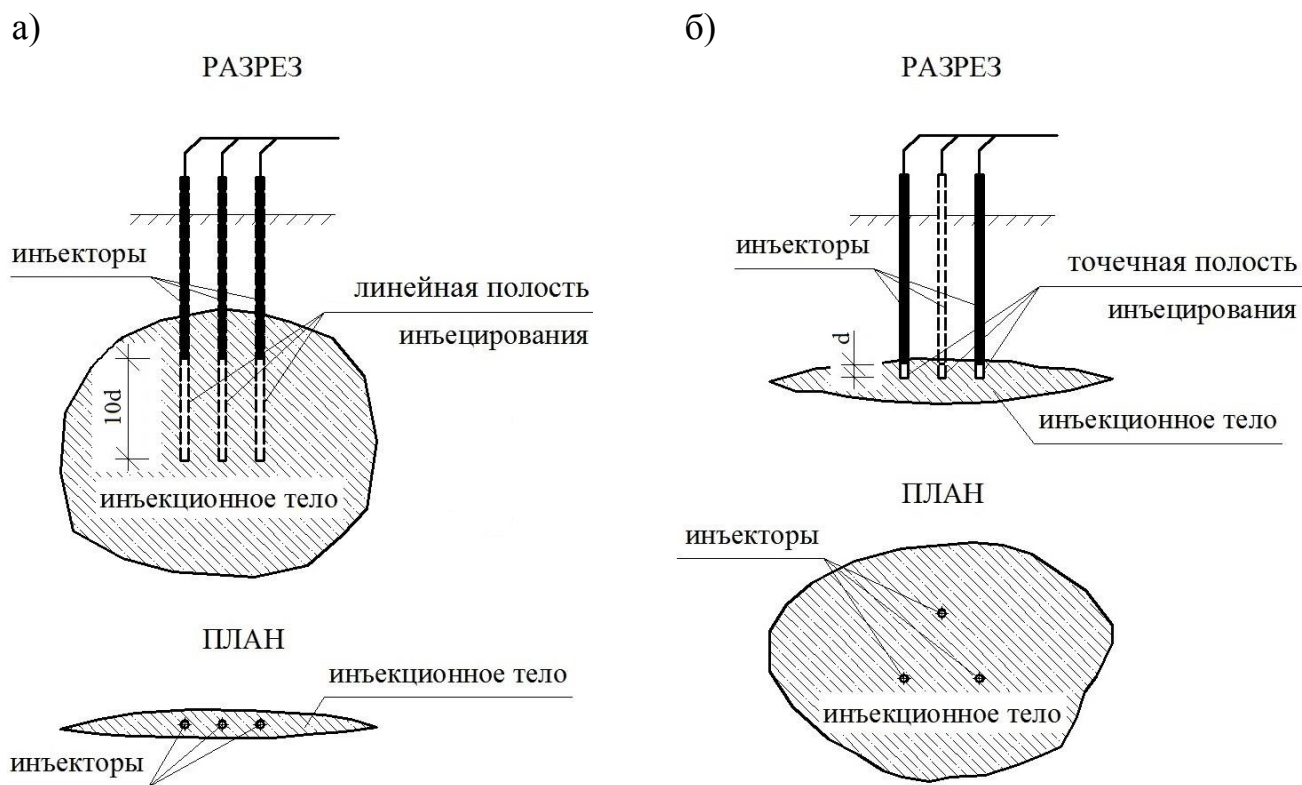 а)
РАЗРЕЗ
инъекторы
линейная полость
инъецирования
10d
инъекционное тело
ПЛАН
инъекционное тело
инъекторы
б)
РАЗРЕЗ
инъекторы
точечная полость
инъецирования
d
инъекционное тело
ПЛАН
инъекторы
инъекционное тело